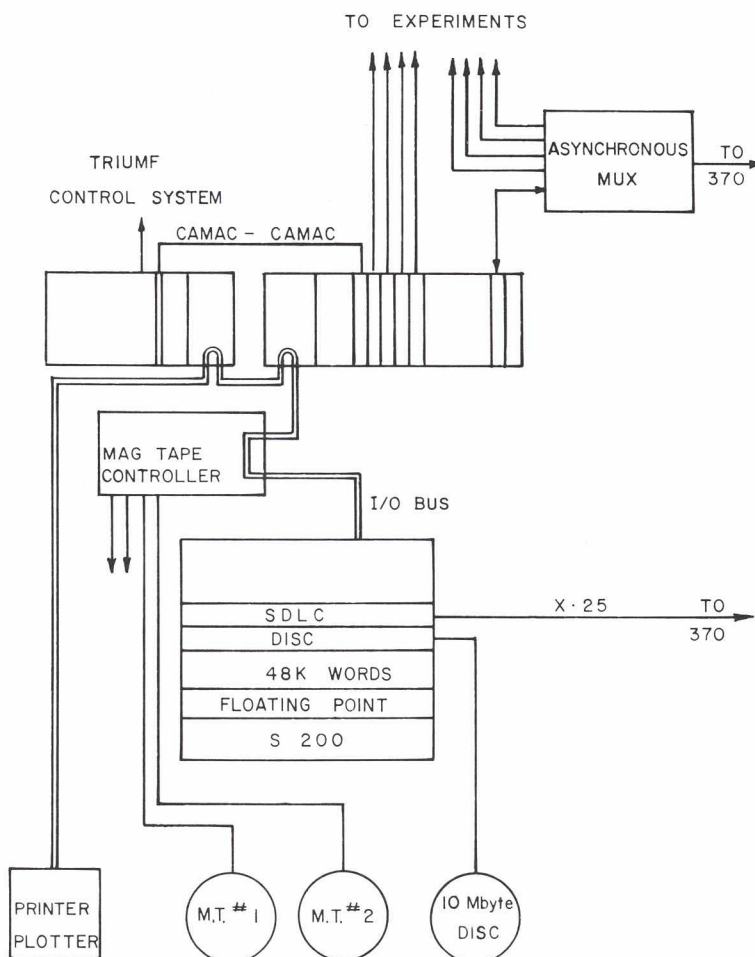 TO EXPERIMENTS
ASYNCHRONOUS
MUX
TO
370
TRIUMF
CONTROL SYSTEM
CAMAC - CAMAC
MAG TAPE
CONTROLLER
I/O BUS
SDLC
DISC
48K WORDS
FLOATING POINT
S 200
X·25
TO
370
PRINTER
PLOTTER
M.T. #1
M.T. #2
10 Mbyte
DISC